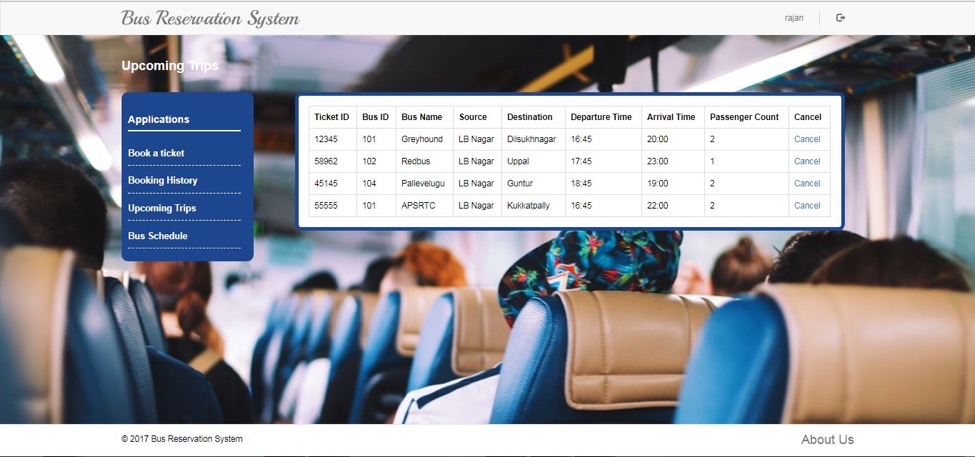 Bus Reservation System
rajan
Upcoming Trips
Applications
Book a ticket
Booking History
Upcoming Trips
Bus Schedule
Ticket ID Bus ID Bus Name Source Destination Departure Time Arrival Time Passenger Count Cancel
12345 101 Greyhound LB Nagar Dilsukhnagar 16:45 20:00 2 Cancel
58962 102 Redbus LB Nagar Uppal 17:45 23:00 1 Cancel
45145 104 Pallevelugu LB Nagar Guntur 18:45 19:00 2 Cancel
55555 101 APSRTC LB Nagar Kukkatpally 16:45 22:00 2 Cancel
© 2017 Bus Reservation System
About Us